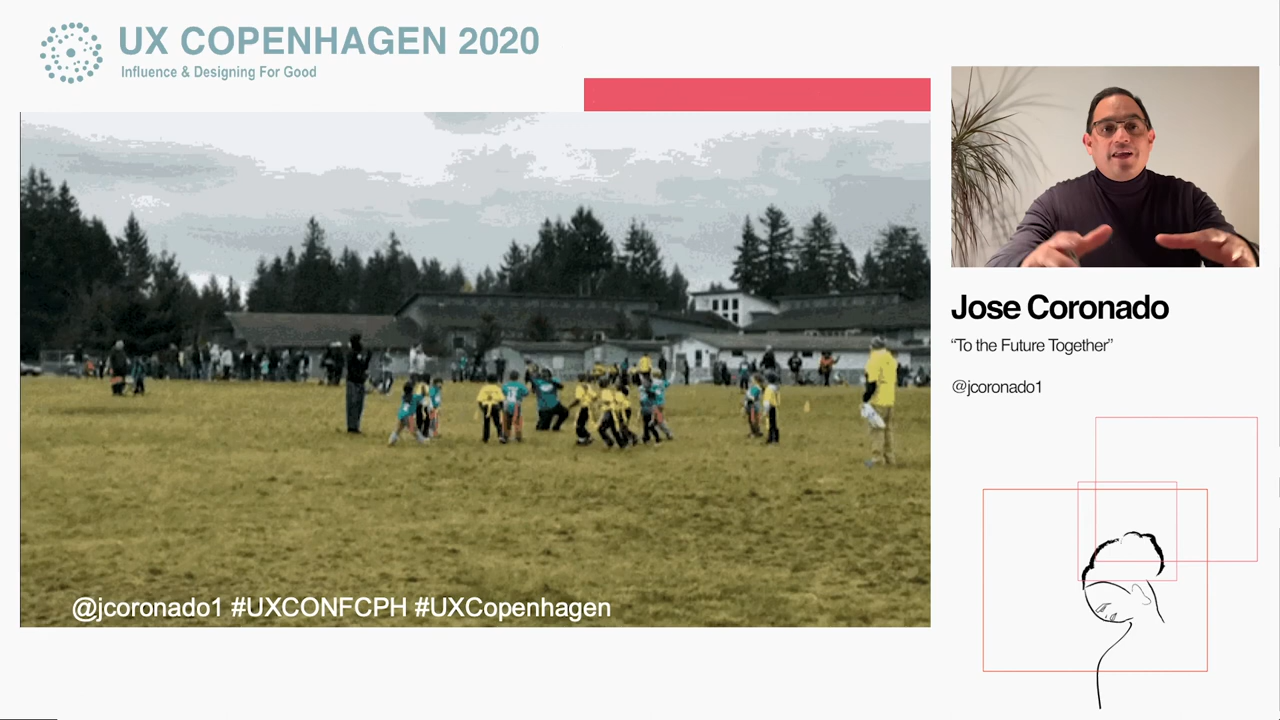 UX COPENHAGEN 2020
Influence & Designing For Good
@jcoronado1 #UXCONFCPH #UXCopenhagen
Jose Coronado
“To the Future Together”
@jcoronado1